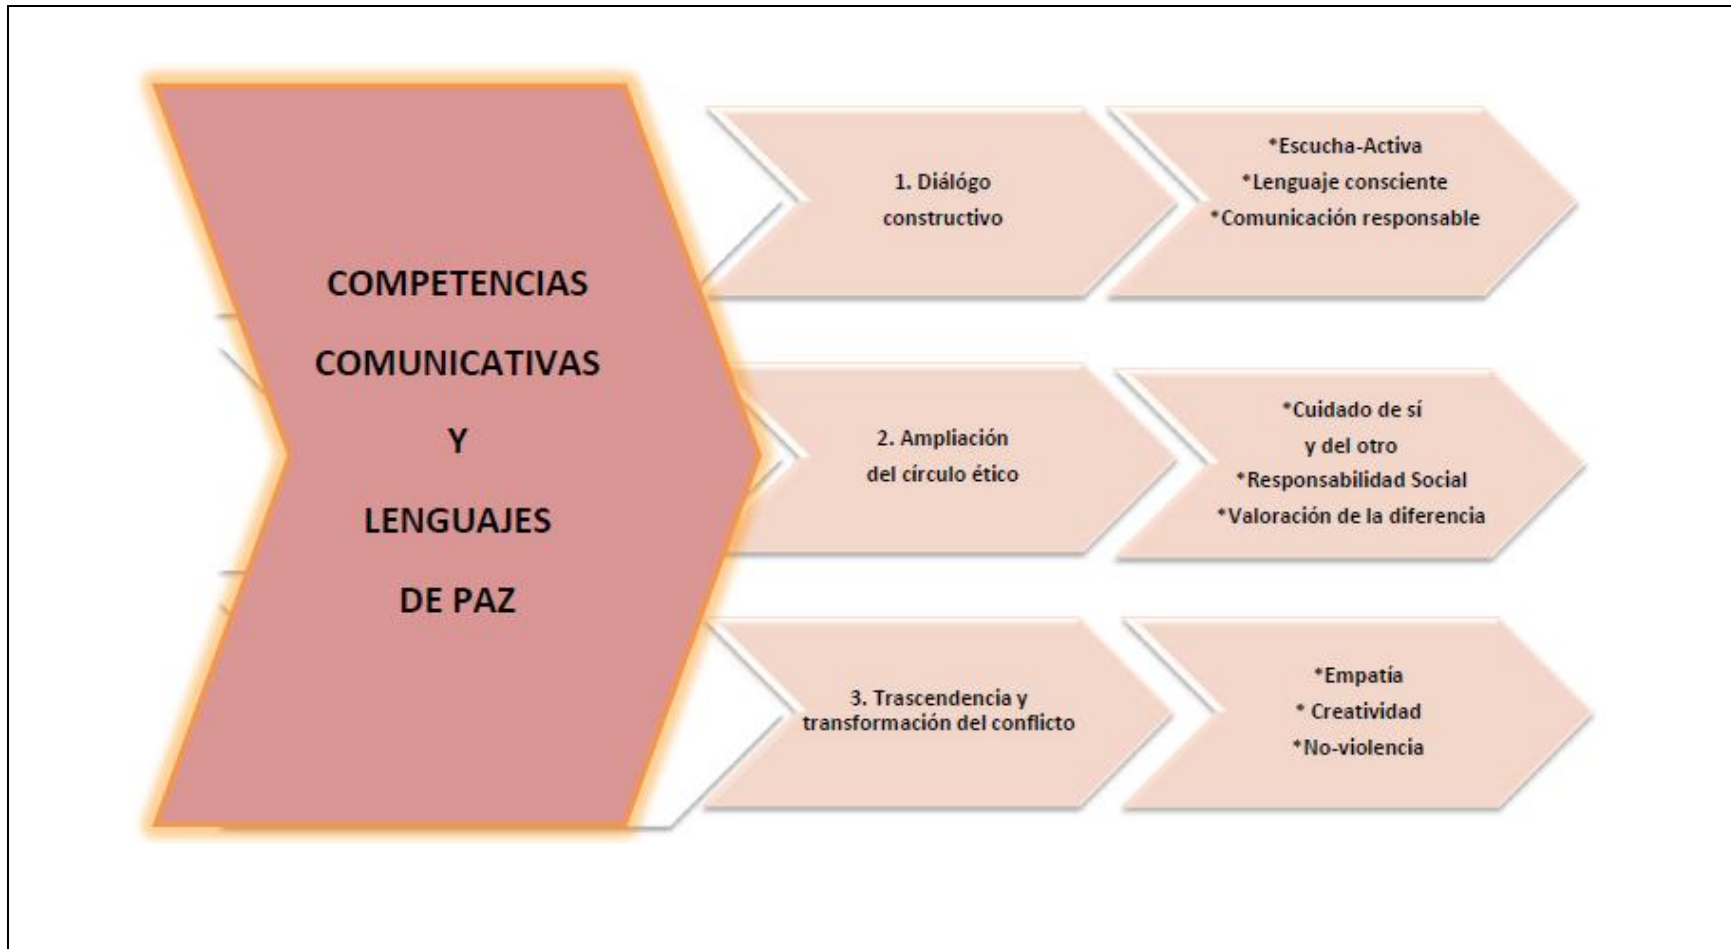 COMPETENCIAS
COMUNICATIVAS
Y
LENGUAJES
DE PAZ
1. Diálógo
constructivo
*Escucha-Activa
*Lenguaje consciente
*Comunicación responsable
2. Ampliación
del círculo ético
*Cuidado de sí
y del otro
*Responsabilidad Social
*Valoración de la diferencia
3. Trascendencia y
transformación del conflicto
*Empatía
* Creatividad
*No-violencia